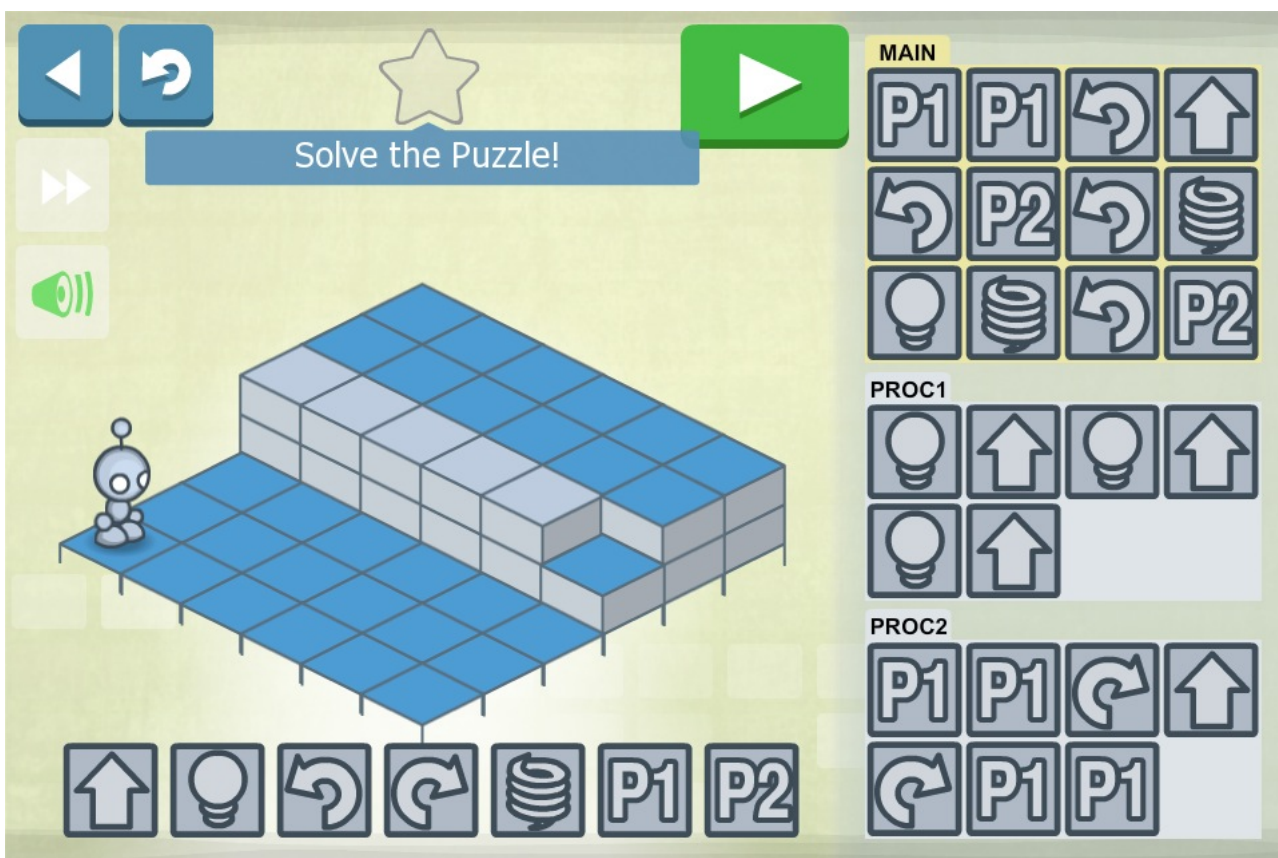 MAIN
Solve the Puzzle!
P1 P1
P2
P2
PROC1
PROC2
P1 P1
P1 P1
P1 P2